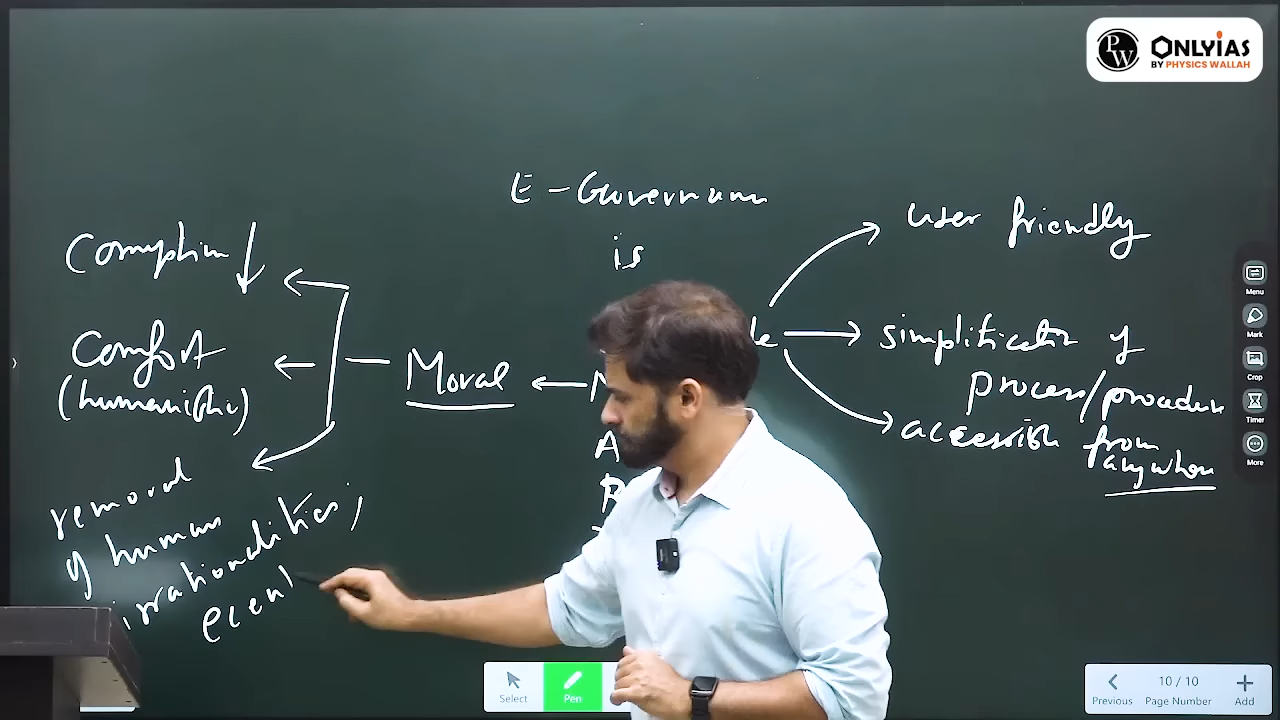 PW ONLYIAS
BY PHYSICS WALLAH
E-Governance
is
user friendly
simplification of
process/procedure
accessible from
anywhere
Moral
M
A
R
Corruption ↓
Comfort
(humanistic)
removal
of human
irrationalities,
Menu
Mark
Crop
Timer
More
Select
Pen
Previous
10 / 10
Page Number
Add